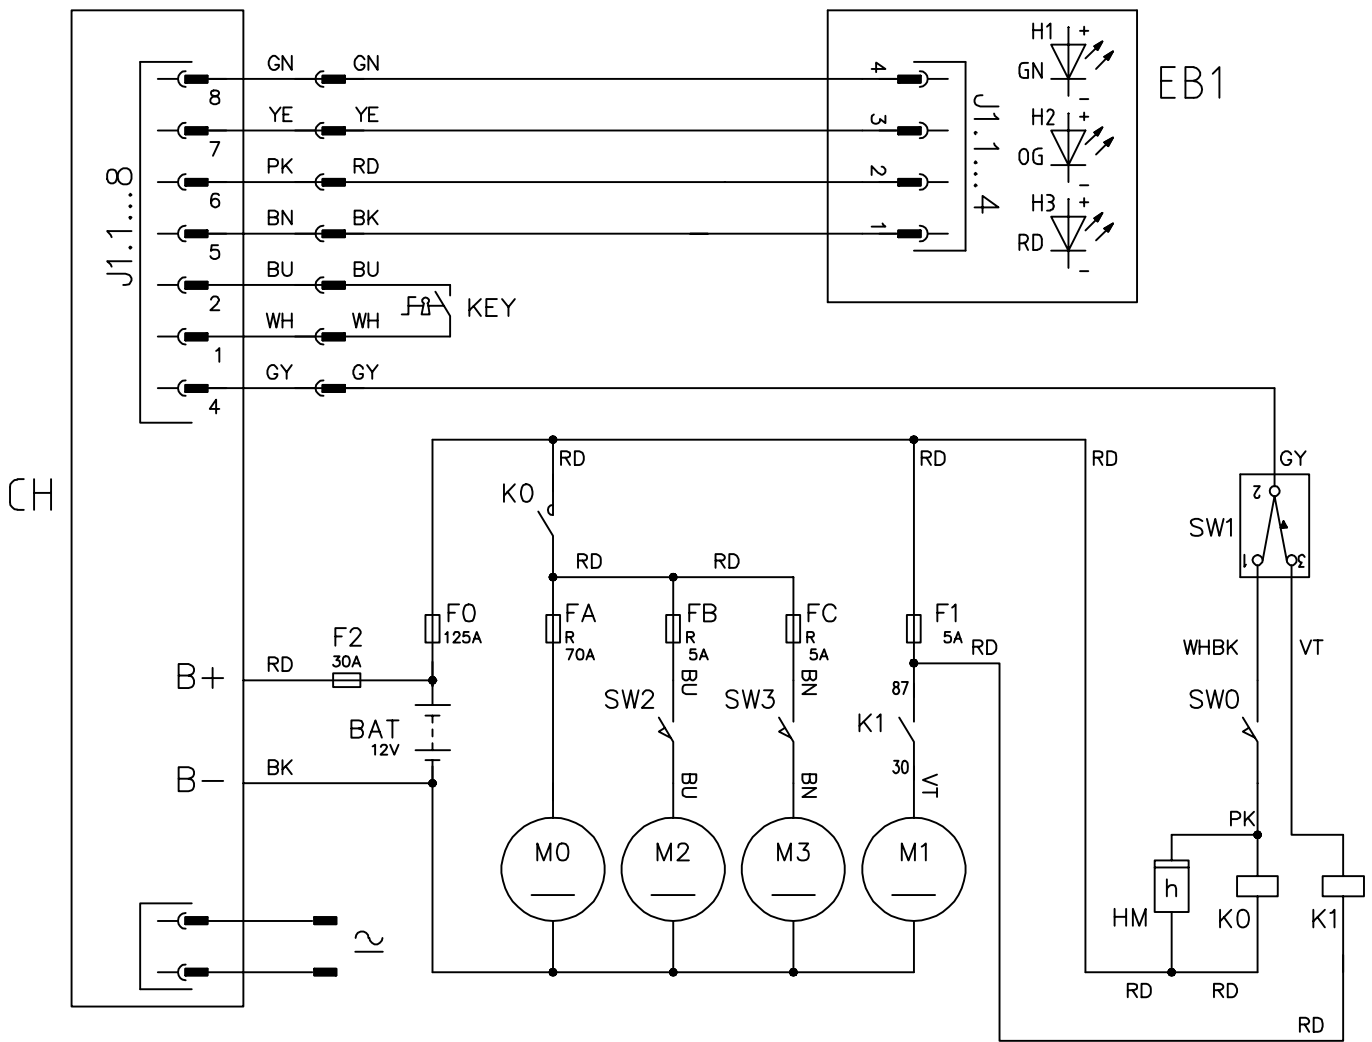 H1 +
GN
-
EB1
GN GN 4
8
YE YE 3
7
PK RD 2
6
BN BK 1
5
BU BU
2
WH WH
1
GY GY
4
J1.1...8
J1.1...4
H2 +
OG
-
H3 +
RD
-
KEY
CH
RD RD RD GY
K0
2
SW1
1 3
RD RD
F0
125A
FA
R
70A
FB
R
5A
FC
R
5A
F1
5A
RD
F2
30A
B+ RD
WHBK VT
BU BN 87
SW2 SW3 K1 SW0
BAT
12V
30
B- BK
BU BN VT
PK
M0 M2 M3 M1
h
HM K0 K1
≃
RD RD
RD